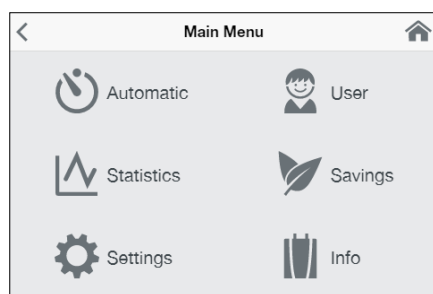 Main Menu
Automatic
User
Statistics
Savings
Settings
Info